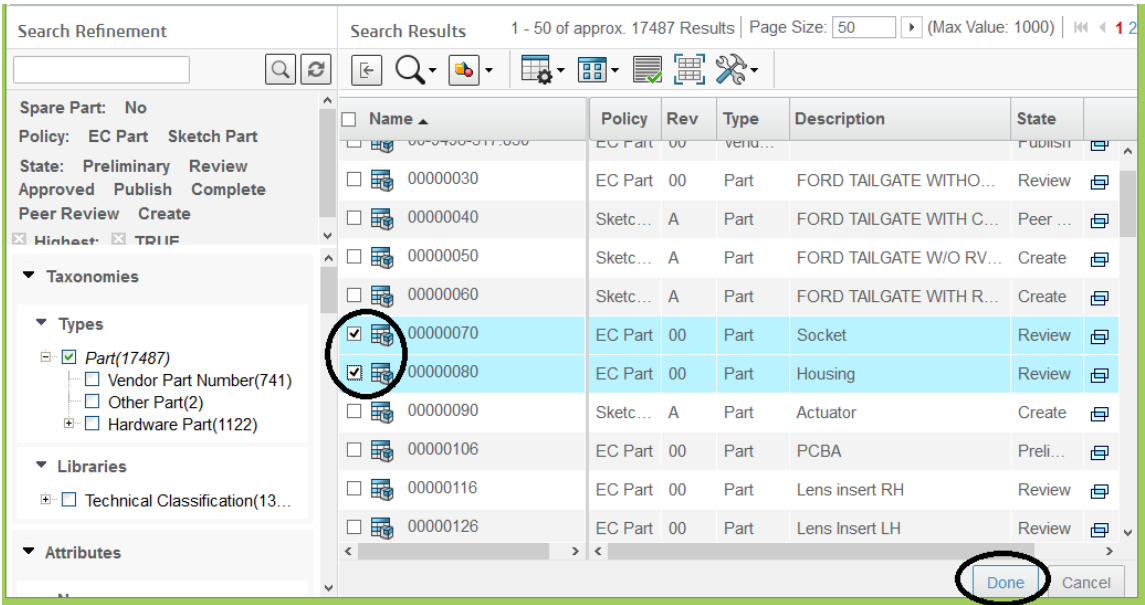 Search Refinement
Spare Part: No
Policy: EC Part Sketch Part
State: Preliminary Review
Approved Publish Complete
Peer Review Create
Highest: TRUE
Taxonomies
Types
Part(17487)
Vendor Part Number(741)
Other Part(2)
Hardware Part(1122)
Libraries
Technical Classification(13...
Attributes
Search Results 1 - 50 of approx. 17487 Results Page Size: 50 (Max Value: 1000) 1 2
Name Policy Rev Type Description State
EC Part 00 Vend... Publish
00000030 EC Part 00 Part FORD TAILGATE WITHO... Review
00000040 Sketc... A Part FORD TAILGATE WITH C... Peer ...
00000050 Sketc... A Part FORD TAILGATE W/O RV... Create
00000060 Sketc... A Part FORD TAILGATE WITH R... Create
00000070 EC Part 00 Part Socket Review
00000080 EC Part 00 Part Housing Review
00000090 Sketc... A Part Actuator Create
00000106 EC Part 00 Part PCBA Preli...
00000116 EC Part 00 Part Lens insert RH Review
00000126 EC Part 00 Part Lens Insert LH Review
Done Cancel